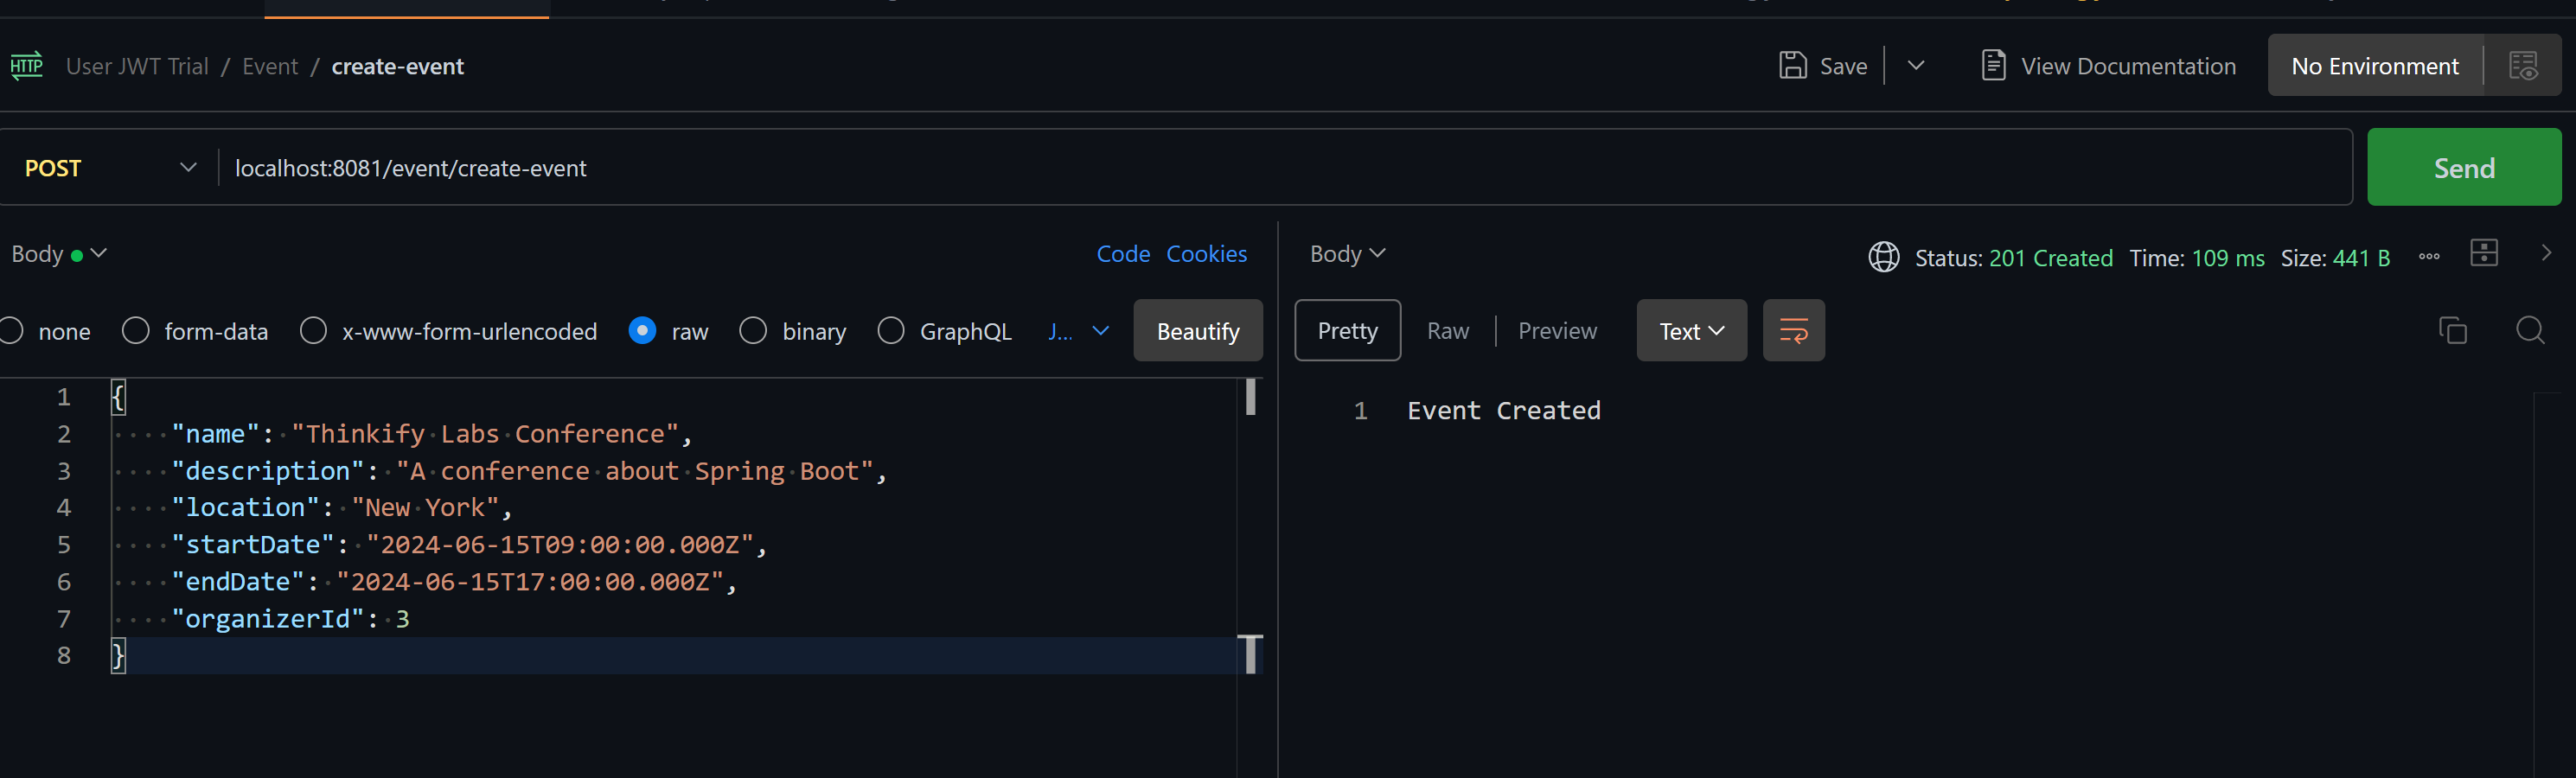 HTTP User JWT Trial / Event / create-event Save View Documentation No Environment
POST localhost:8081/event/create-event Send
Body Code Cookies
none form-data x-www-form-urlencoded raw binary GraphQL J... Beautify
1 {
2 "name": "Thinkify Labs Conference",
3 "description": "A conference about Spring Boot",
4 "location": "New York",
5 "startDate": "2024-06-15T09:00:00.000Z",
6 "endDate": "2024-06-15T17:00:00.000Z",
7 "organizerId": 3
8 }
Body Status: 201 Created Time: 109 ms Size: 441 B
Pretty Raw Preview Text
1 Event Created